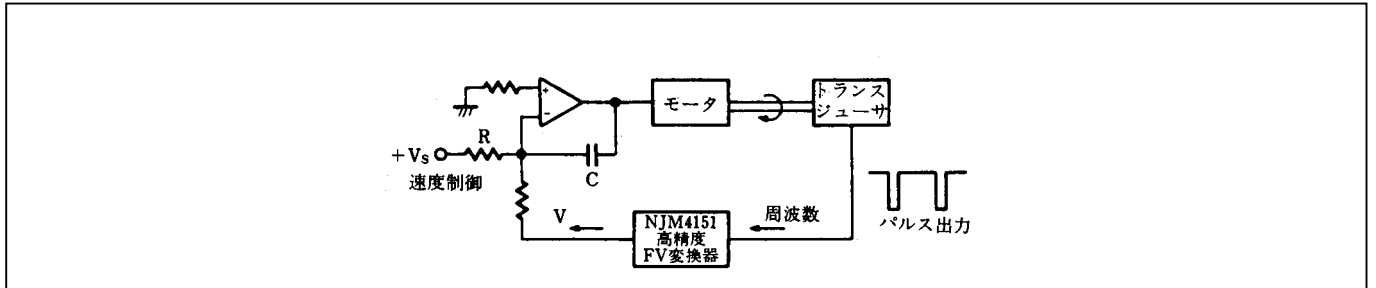 +
−
モータ
トランス
ジューサ
R
+Vs
速度制御
C
V
NJM4151
高精度
FV変換器
周波数
パルス出力